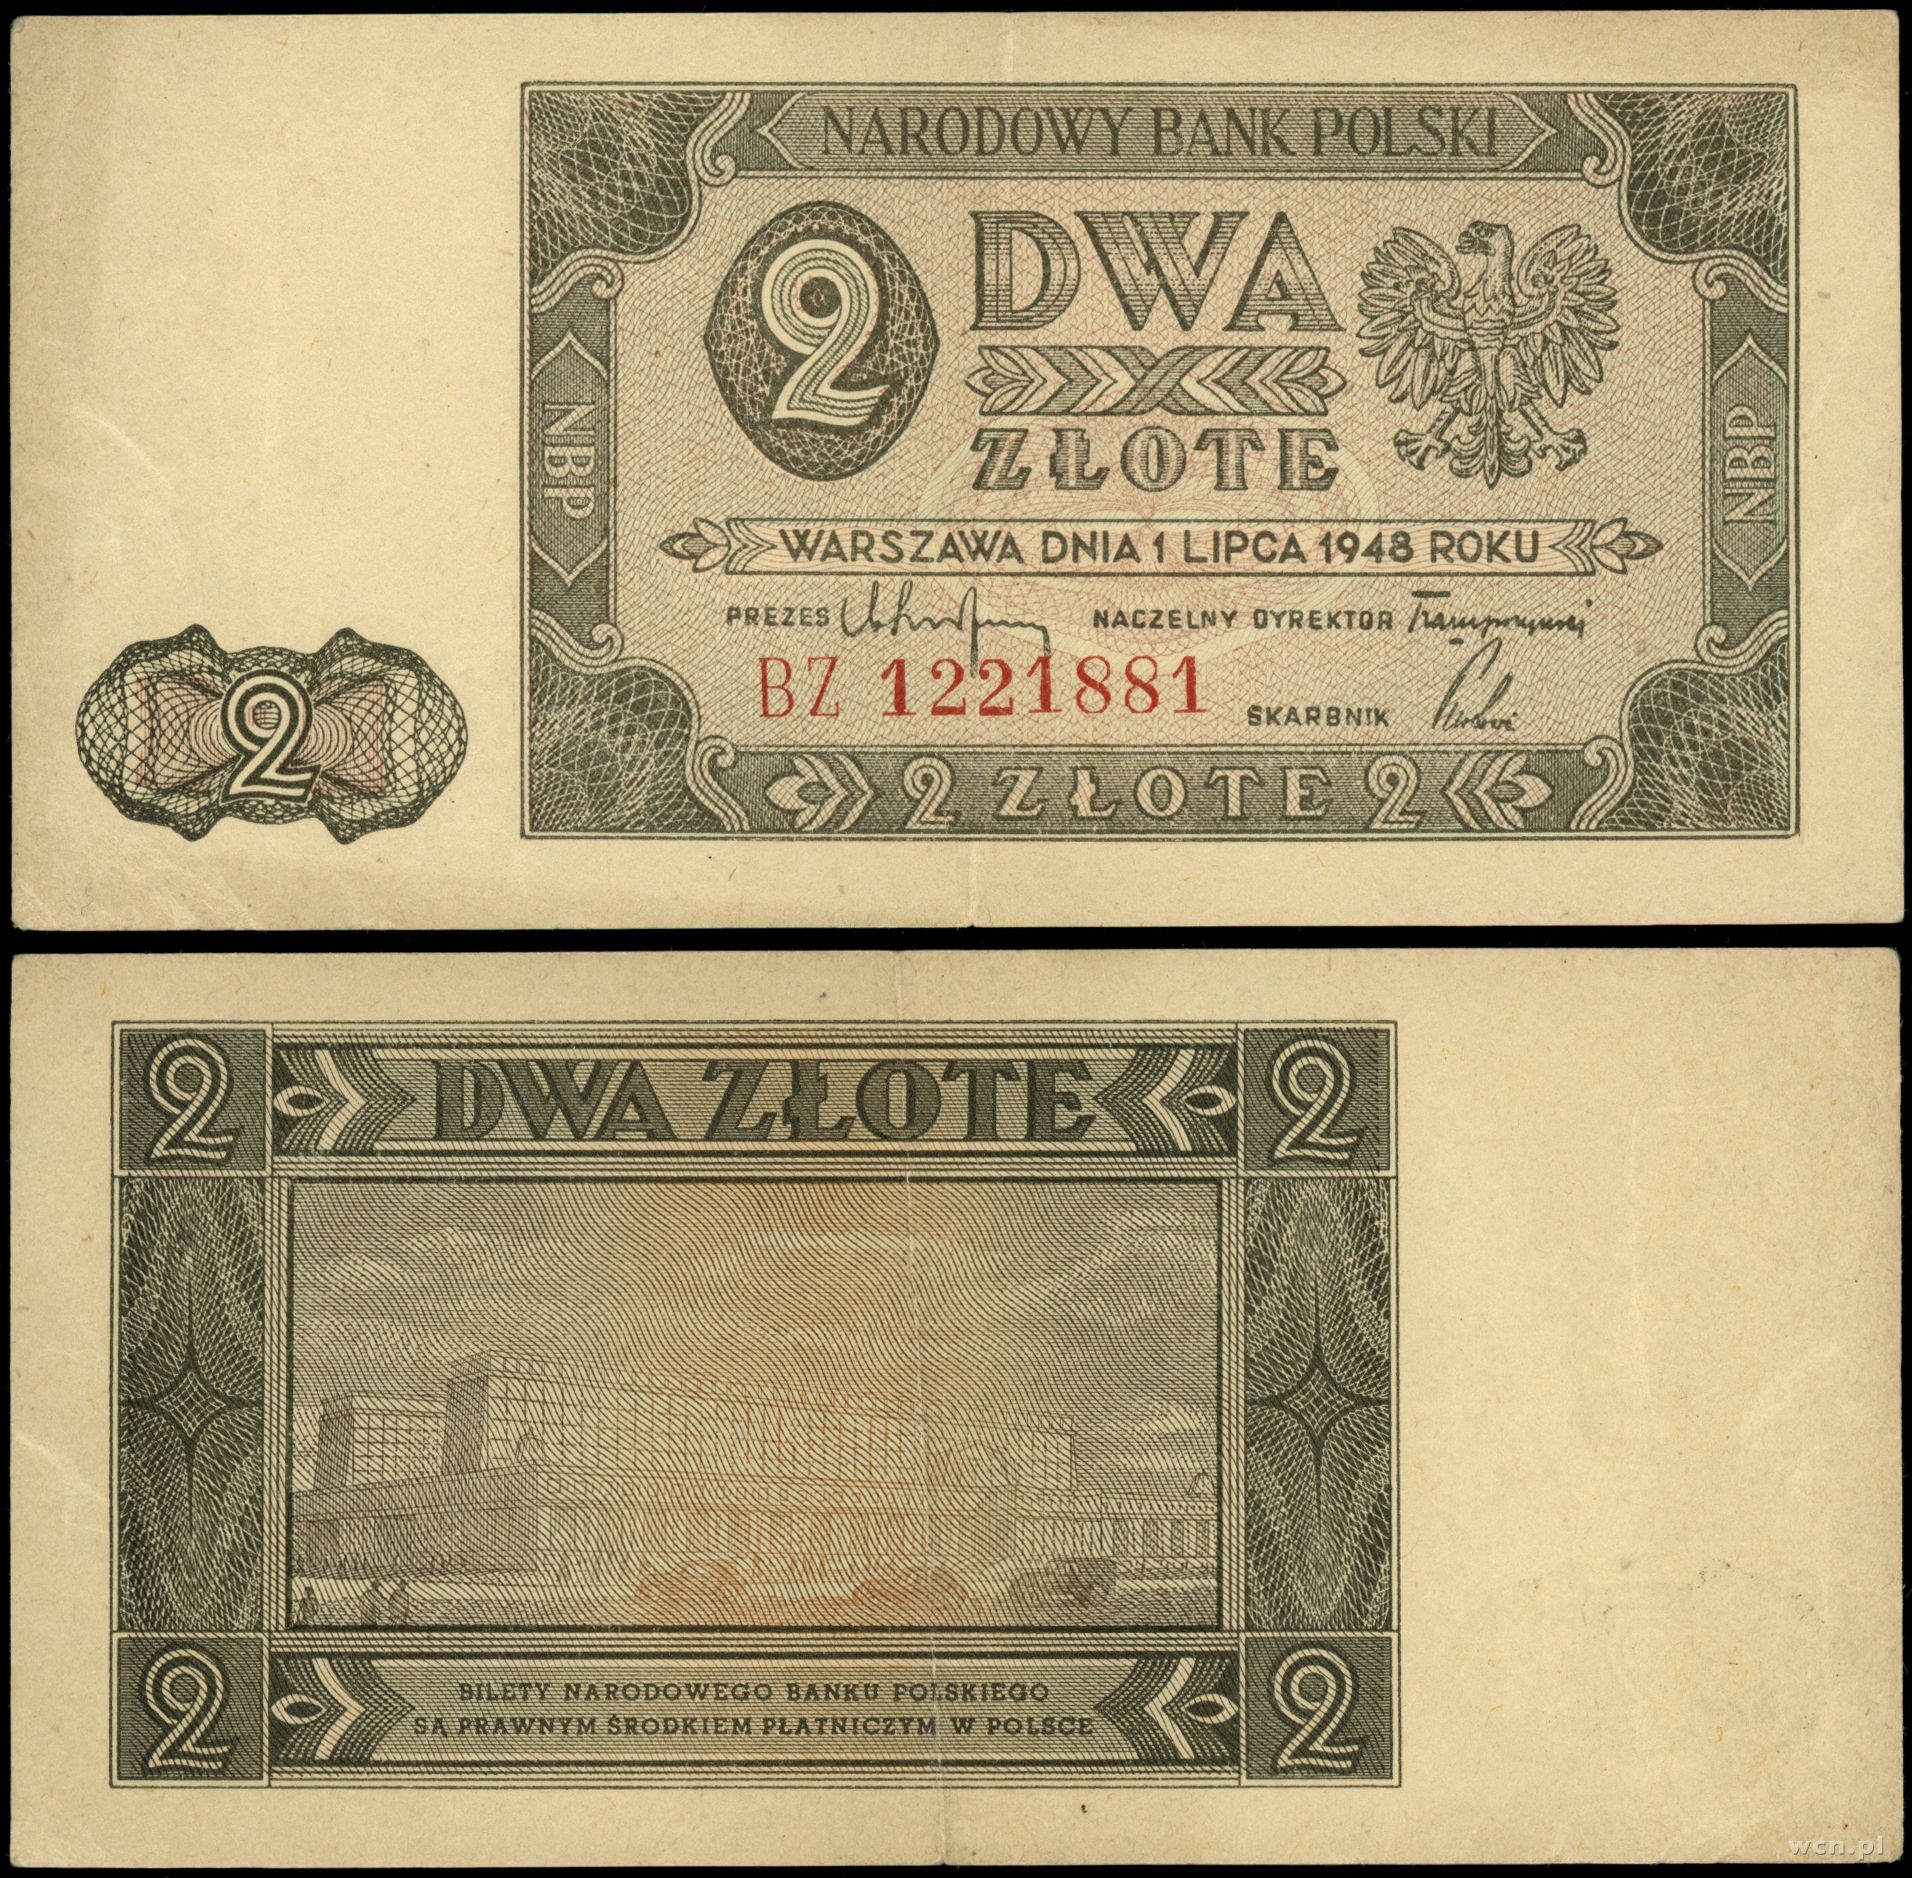 NARODOWY BANK POLSKI
2
DWA
ZŁOTE
NBP
NBP
WARSZAWA DNIA 1 LIPCA 1948 ROKU
PREZES NACZELNY DYREKTOR
BZ 1221881
SKARBNIK
2
2 ZŁOTE 2
2 DWA ZŁOTE 2
2 BILETY NARODOWEGO BANKU POLSKIEGO 2
SĄ PRAWNYM ŚRODKIEM PŁATNICZYM W POLSCE
wcn.pl